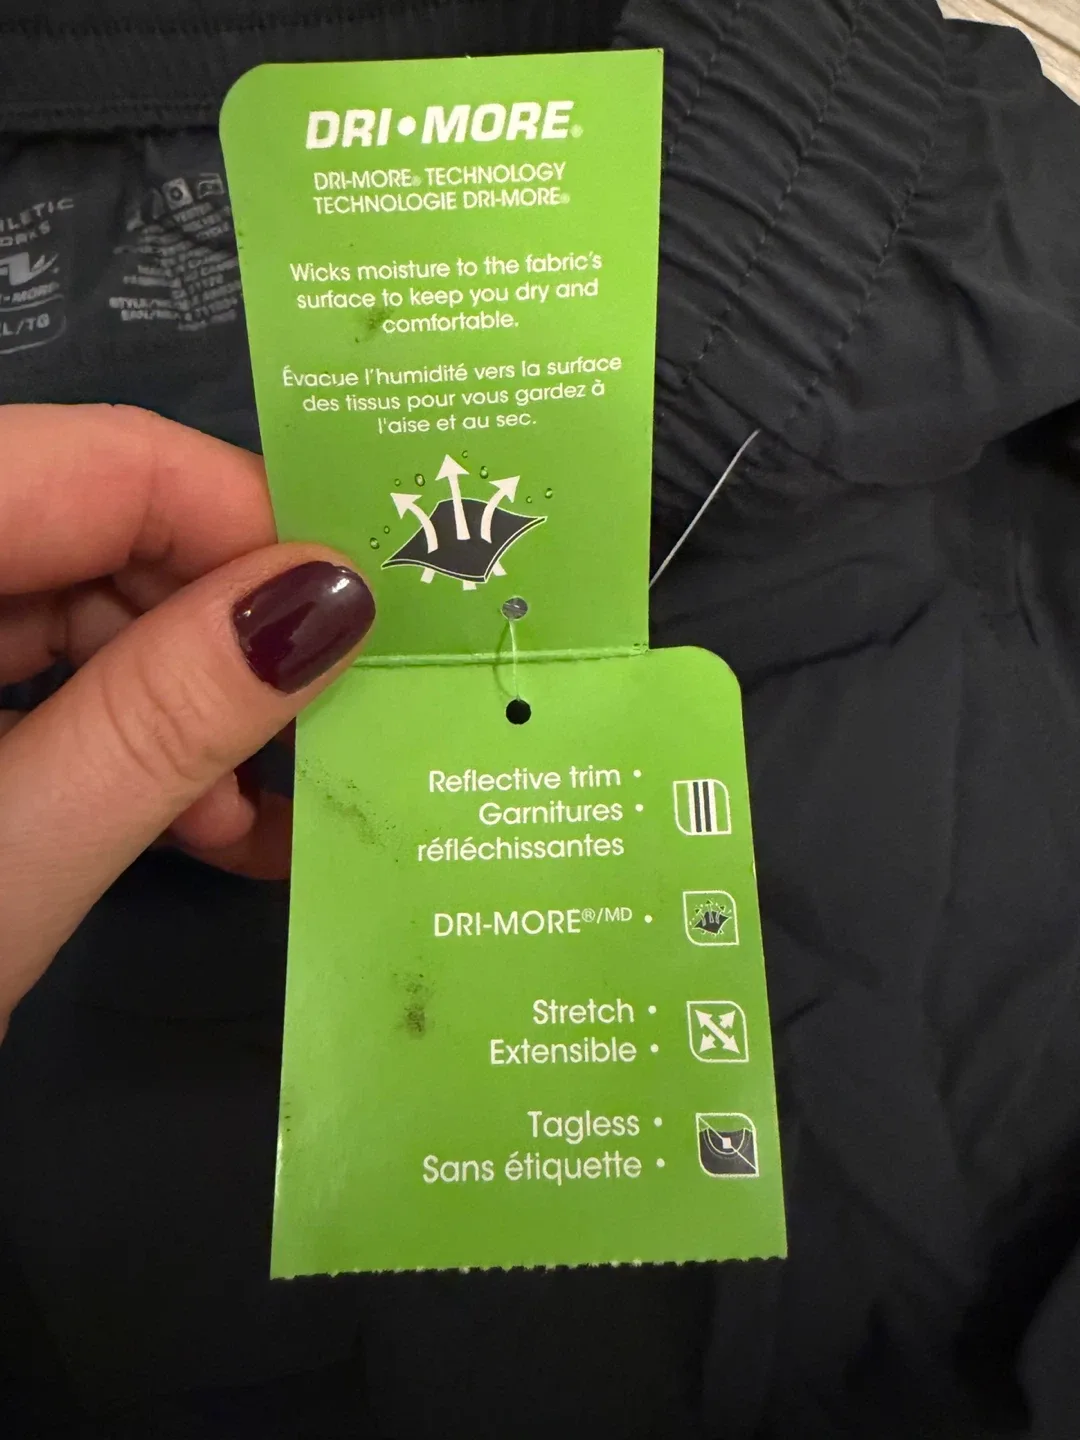 DRI•MORE®
DRI-MORE® TECHNOLOGY
TECHNOLOGIE DRI-MORE®
Wicks moisture to the fabric's
surface to keep you dry and
comfortable.
Évacue l'humidité vers la surface
des tissus pour vous gardez à
l'aise et au sec.
Reflective trim •
Garnitures •
réfléchissantes
DRI-MORE®/MD •
Stretch •
Extensible •
Tagless •
Sans étiquette •
L/TG